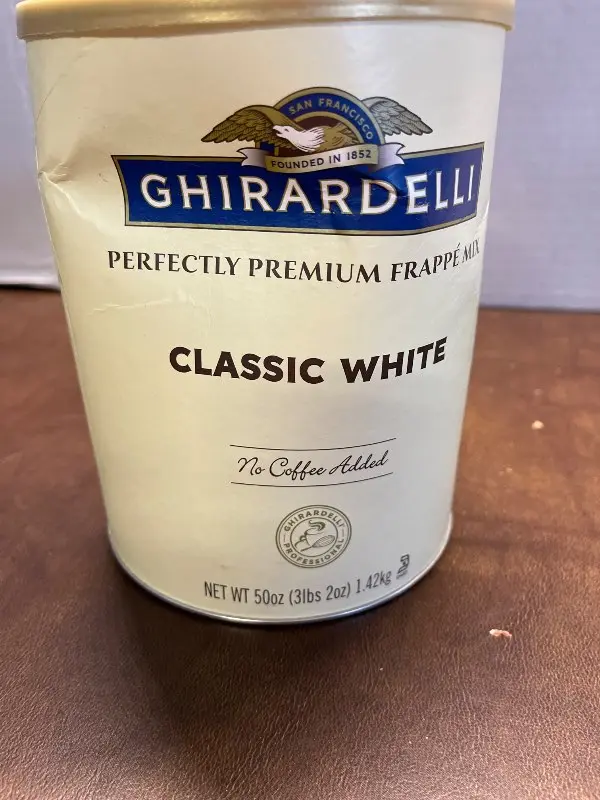 SAN FRANCISCO
FOUNDED IN 1852
GHIRARDELLI
PERFECTLY PREMIUM FRAPPÉ MIX
CLASSIC WHITE
No Coffee Added
GHIRARDELLI
PROFESSIONAL
NET WT 50oz (3lbs 2oz) 1.42kg